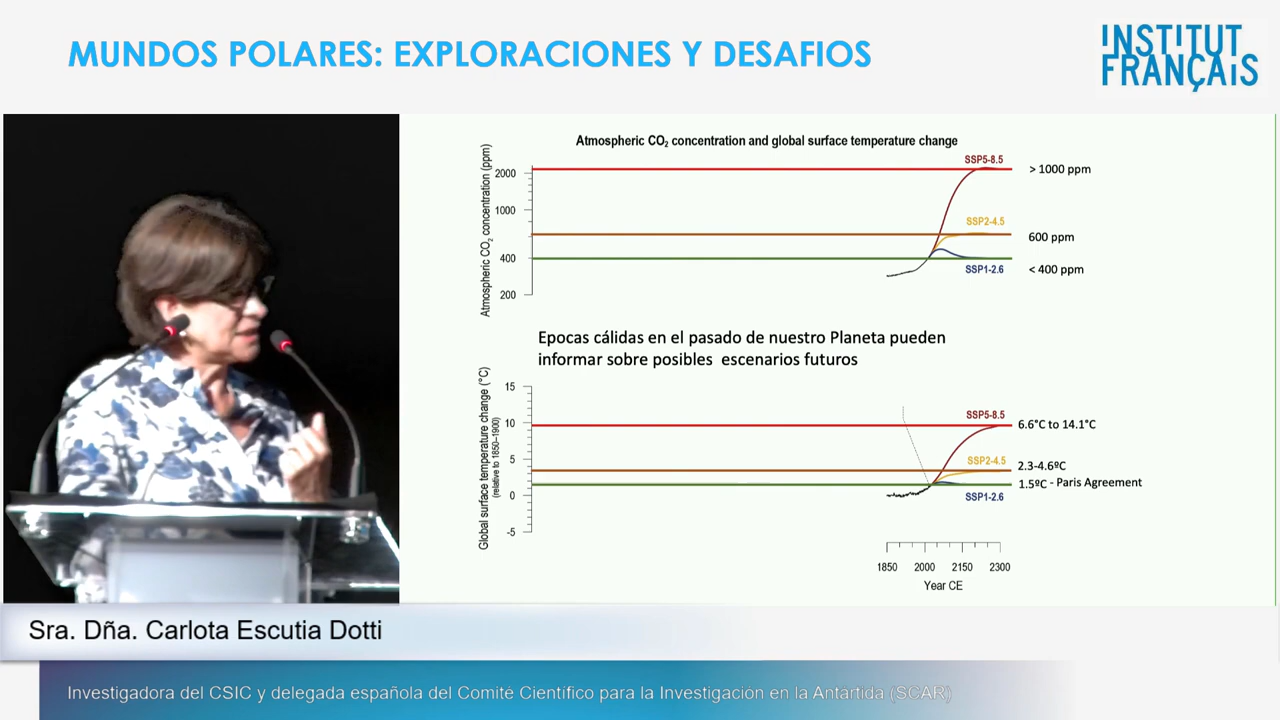 MUNDOS POLARES: EXPLORACIONES Y DESAFIOS
INSTITUT
FRANÇAIS
Atmospheric CO₂ concentration and global surface temperature change
Atmospheric CO₂ concentration (ppm)
2000
1000
400
200
SSP5-8.5
SSP2-4.5
SSP1-2.6
> 1000 ppm
600 ppm
< 400 ppm
Epocas cálidas en el pasado de nuestro Planeta pueden
informar sobre posibles escenarios futuros
Global surface temperature change (°C)
(relative to 1850–1900)
15
10
5
0
-5
SSP5-8.5
SSP2-4.5
SSP1-2.6
6.6°C to 14.1°C
2.3-4.6ºC
1.5ºC - Paris Agreement
1850 2000 2150 2300
Year CE
Sra. Dña. Carlota Escutia Dotti
Investigadora del CSIC y delegada española del Comité Científico para la Investigación en la Antártida (SCAR)